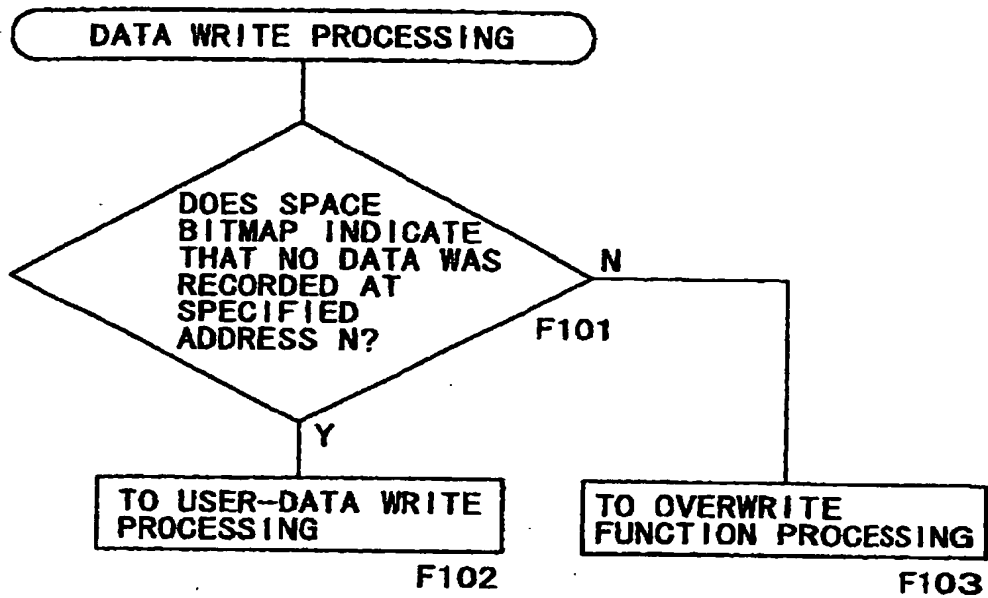 DATA WRITE PROCESSING
DOES SPACE
BITMAP INDICATE
THAT NO DATA WAS
RECORDED AT
SPECIFIED
ADDRESS N?
N
F101
Y
TO USER-DATA WRITE
PROCESSING
F102
TO OVERWRITE
FUNCTION PROCESSING
F103